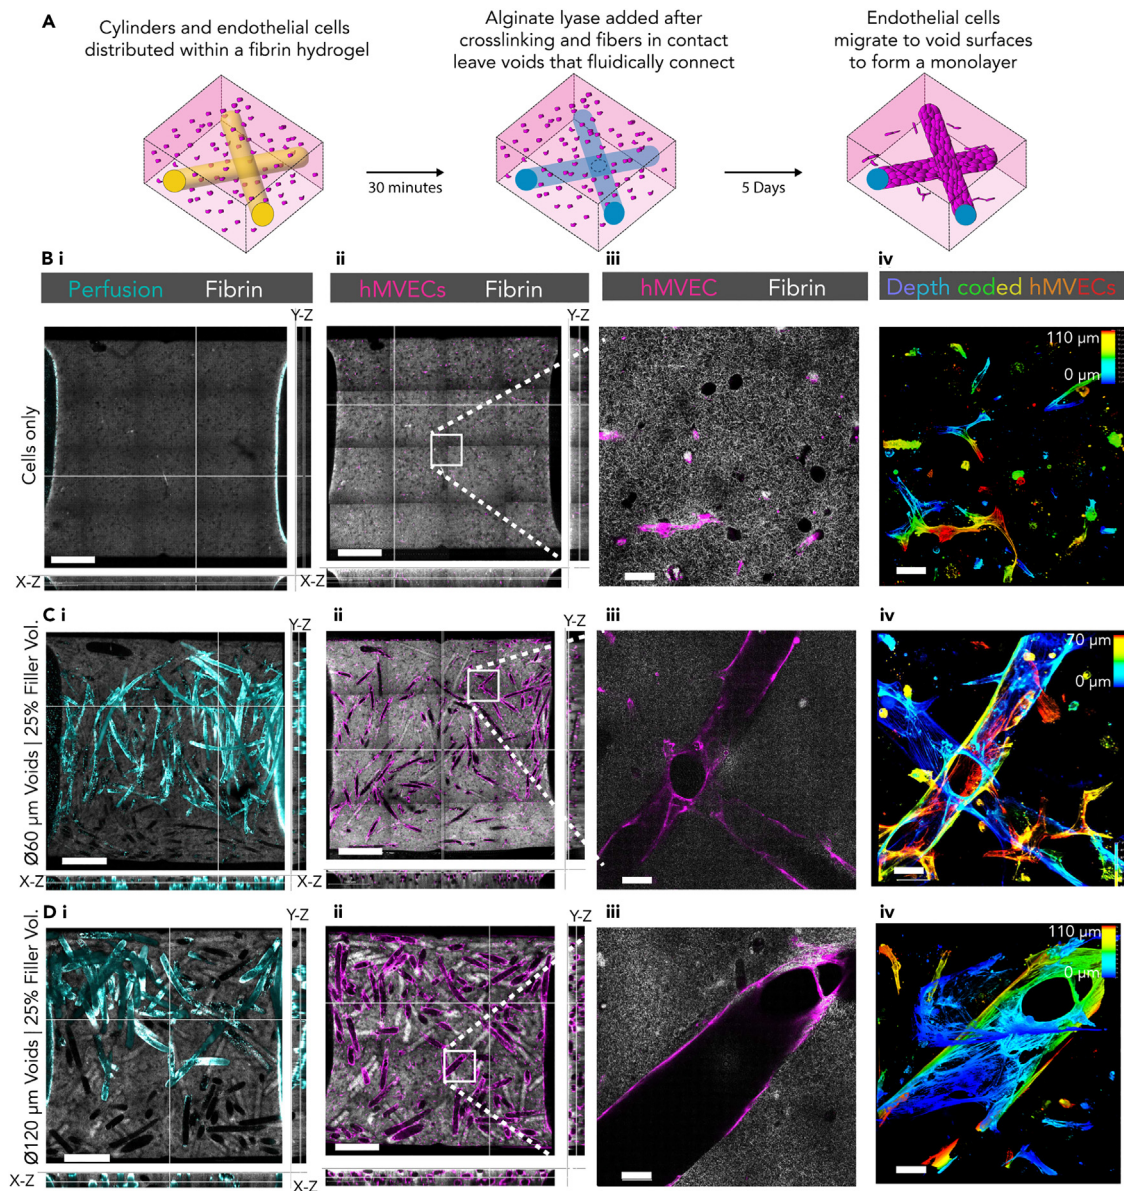 A
Cylinders and endothelial cells
distributed within a fibrin hydrogel
Alginate lyase added after
crosslinking and fibers in contact
leave voids that fluidically connect
Endothelial cells
migrate to void surfaces
to form a monolayer
30 minutes
5 Days
B i
ii
iii
iv
Perfusion Fibrin
hMVECs Fibrin
hMVEC Fibrin
Depth coded hMVECs
Y-Z
Y-Z
110 µm
0 µm
Cells only
X-Z
X-Z
C i
ii
iii
iv
Y-Z
Y-Z
70 µm
0 µm
Ø60 µm Voids | 25% Filler Vol.
X-Z
X-Z
D i
ii
iii
iv
Y-Z
Y-Z
110 µm
0 µm
Ø120 µm Voids | 25% Filler Vol.
X-Z
X-Z